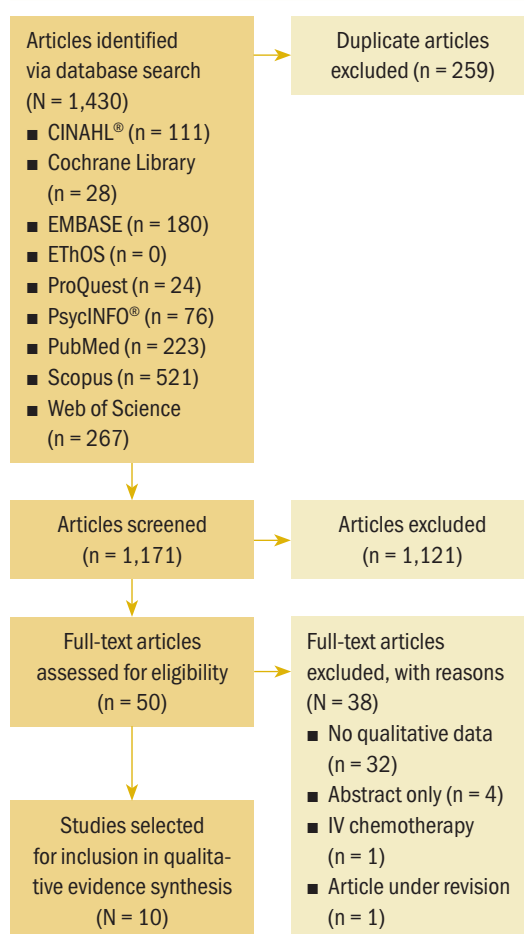 Articles identified
via database search
(N = 1,430)
■ CINAHL® (n = 111)
■ Cochrane Library
(n = 28)
■ EMBASE (n = 180)
■ EThOS (n = 0)
■ ProQuest (n = 24)
■ PsycINFO® (n = 76)
■ PubMed (n = 223)
■ Scopus (n = 521)
■ Web of Science
(n = 267)
Duplicate articles
excluded (n = 259)
Articles screened
(n = 1,171)
Articles excluded
(n = 1,121)
Full-text articles
assessed for eligibility
(n = 50)
Full-text articles
excluded, with reasons
(N = 38)
■ No qualitative data
(n = 32)
■ Abstract only (n = 4)
■ IV chemotherapy
(n = 1)
■ Article under revision
(n = 1)
Studies selected
for inclusion in qualita-
tive evidence synthesis
(N = 10)